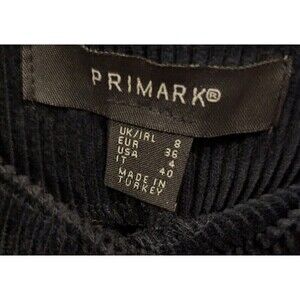 PRIMARK®
UK/IRL 8
EUR 36
USA 4
IT 40
MADE IN
TURKEY